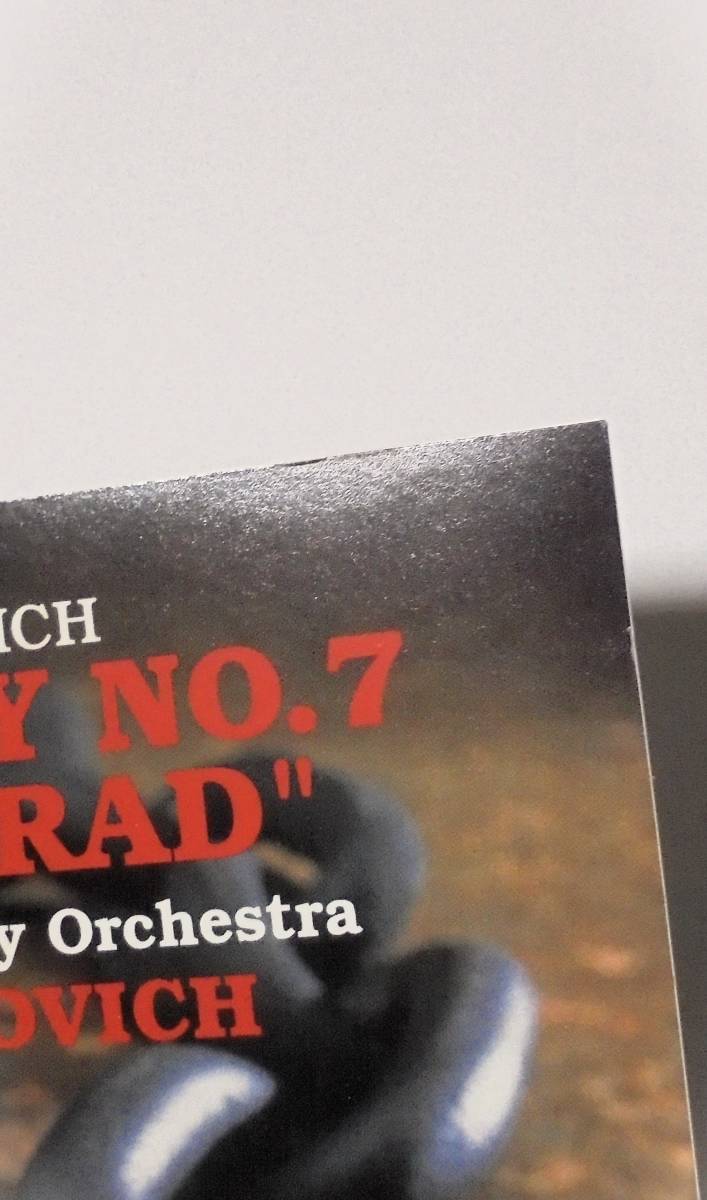 ICH
Y NO.7
RAD"
y Orchestra
OVICH